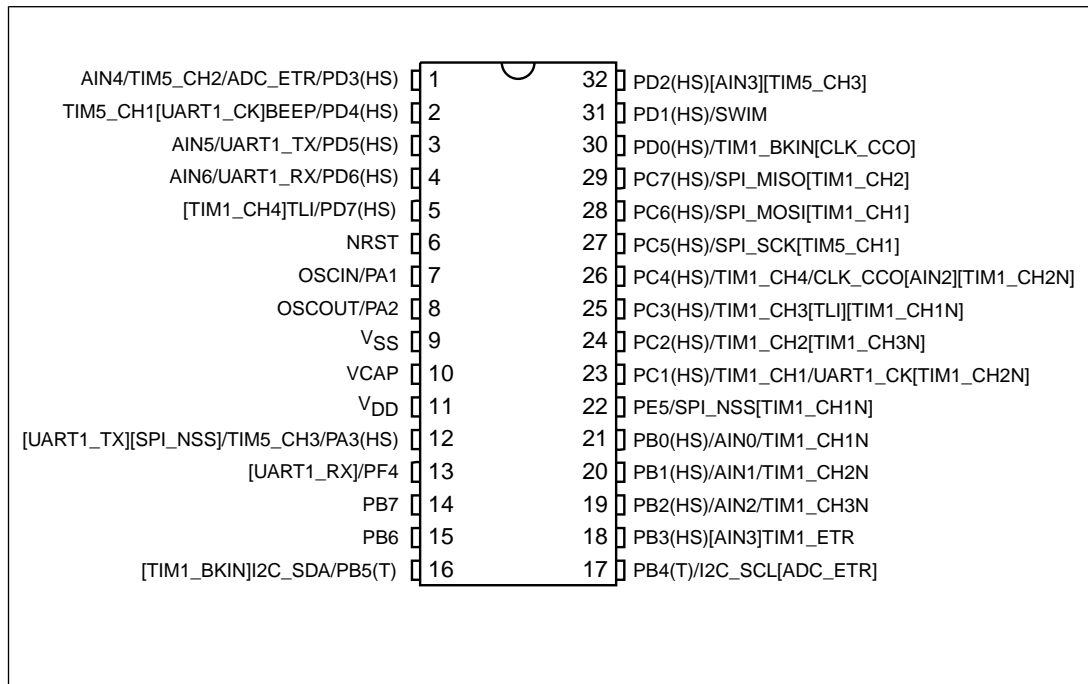 AIN4/TIM5_CH2/ADC_ETR/PD3(HS) 1 32 PD2(HS)[AIN3][TIM5_CH3]
TIM5_CH1[UART1_CK]BEEP/PD4(HS) 2 31 PD1(HS)/SWIM
AIN5/UART1_TX/PD5(HS) 3 30 PD0(HS)/TIM1_BKIN[CLK_CCO]
AIN6/UART1_RX/PD6(HS) 4 29 PC7(HS)/SPI_MISO[TIM1_CH2]
[TIM1_CH4]TLI/PD7(HS) 5 28 PC6(HS)/SPI_MOSI[TIM1_CH1]
NRST 6 27 PC5(HS)/SPI_SCK[TIM5_CH1]
OSCIN/PA1 7 26 PC4(HS)/TIM1_CH4/CLK_CCO[AIN2][TIM1_CH2N]
OSCOUT/PA2 8 25 PC3(HS)/TIM1_CH3[TLI][TIM1_CH1N]
VSS 9 24 PC2(HS)/TIM1_CH2[TIM1_CH3N]
VCAP 10 23 PC1(HS)/TIM1_CH1/UART1_CK[TIM1_CH2N]
VDD 11 22 PE5/SPI_NSS[TIM1_CH1N]
[UART1_TX][SPI_NSS]/TIM5_CH3/PA3(HS) 12 21 PB0(HS)/AIN0/TIM1_CH1N
[UART1_RX]/PF4 13 20 PB1(HS)/AIN1/TIM1_CH2N
PB7 14 19 PB2(HS)/AIN2/TIM1_CH3N
PB6 15 18 PB3(HS)[AIN3]TIM1_ETR
[TIM1_BKIN]I2C_SDA/PB5(T) 16 17 PB4(T)/I2C_SCL[ADC_ETR]